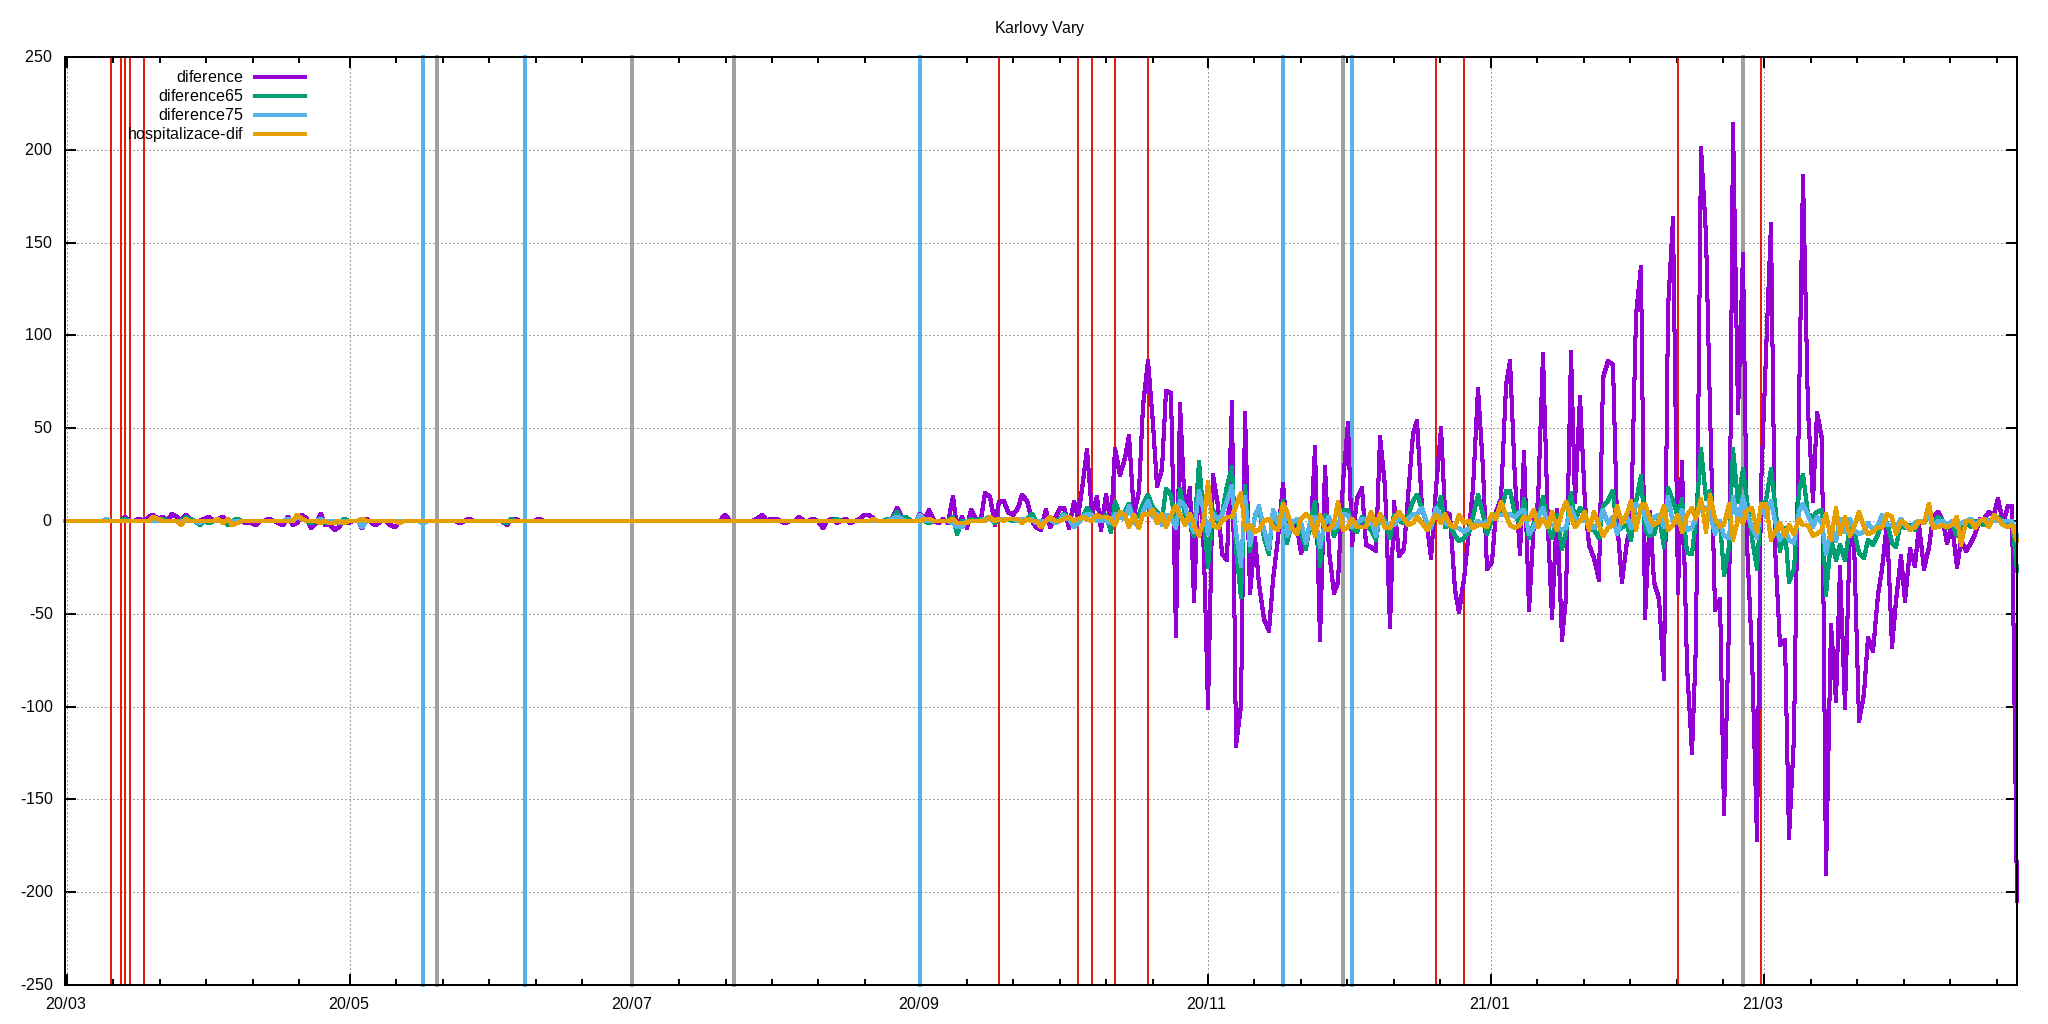 Karlovy Vary
250
200
150
100
50
0
-50
-100
-150
-200
-250
diference
diference65
diference75
hospitalizace-dif
20/03 20/05 20/07 20/09 20/11 21/01 21/03